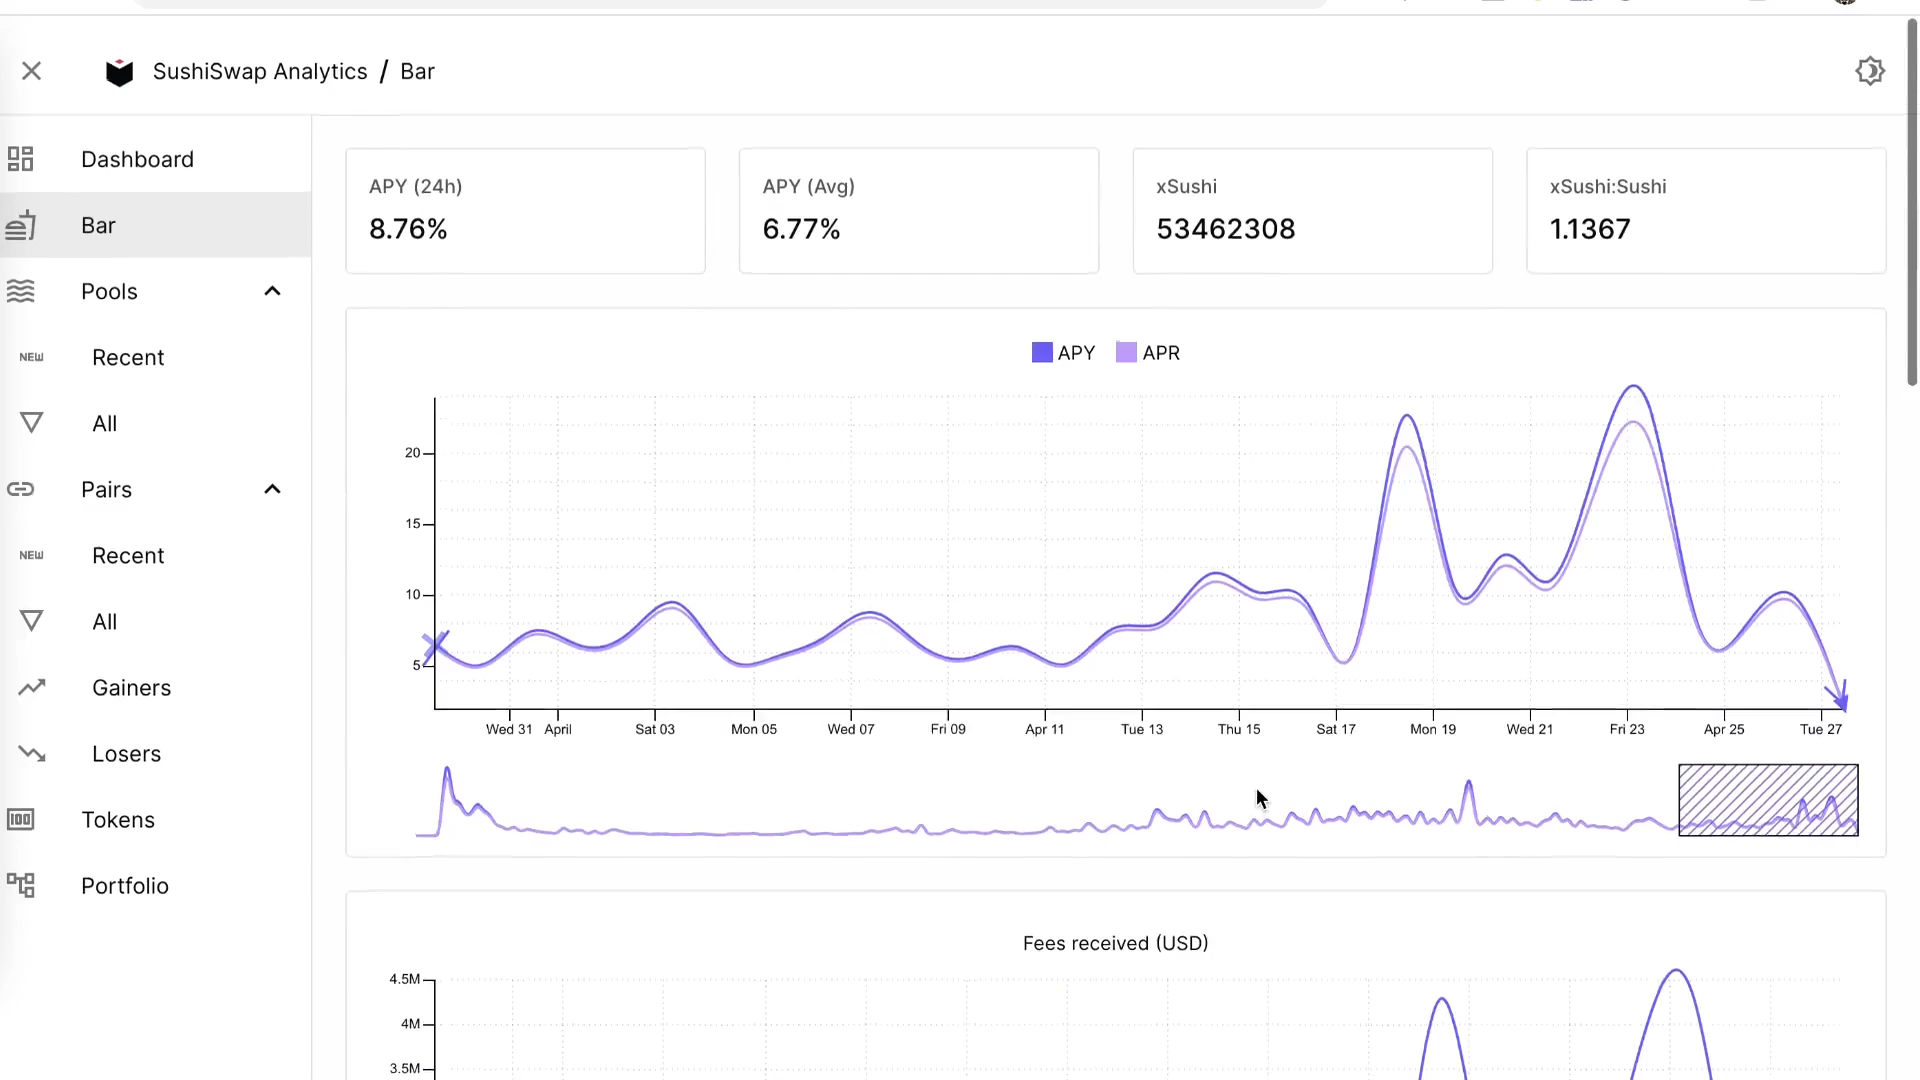 SushiSwap Analytics / Bar
Dashboard
Bar
Pools
NEW Recent
All
Pairs
NEW Recent
All
Gainers
Losers
Tokens
Portfolio
APY (24h)
8.76%
APY (Avg)
6.77%
xSushi
53462308
xSushi:Sushi
1.1367
APY APR
20
15
10
5
Wed 31 April Sat 03 Mon 05 Wed 07 Fri 09 Apr 11 Tue 13 Thu 15 Sat 17 Mon 19 Wed 21 Fri 23 Apr 25 Tue 27
Fees received (USD)
4.5M
4M
3.5M